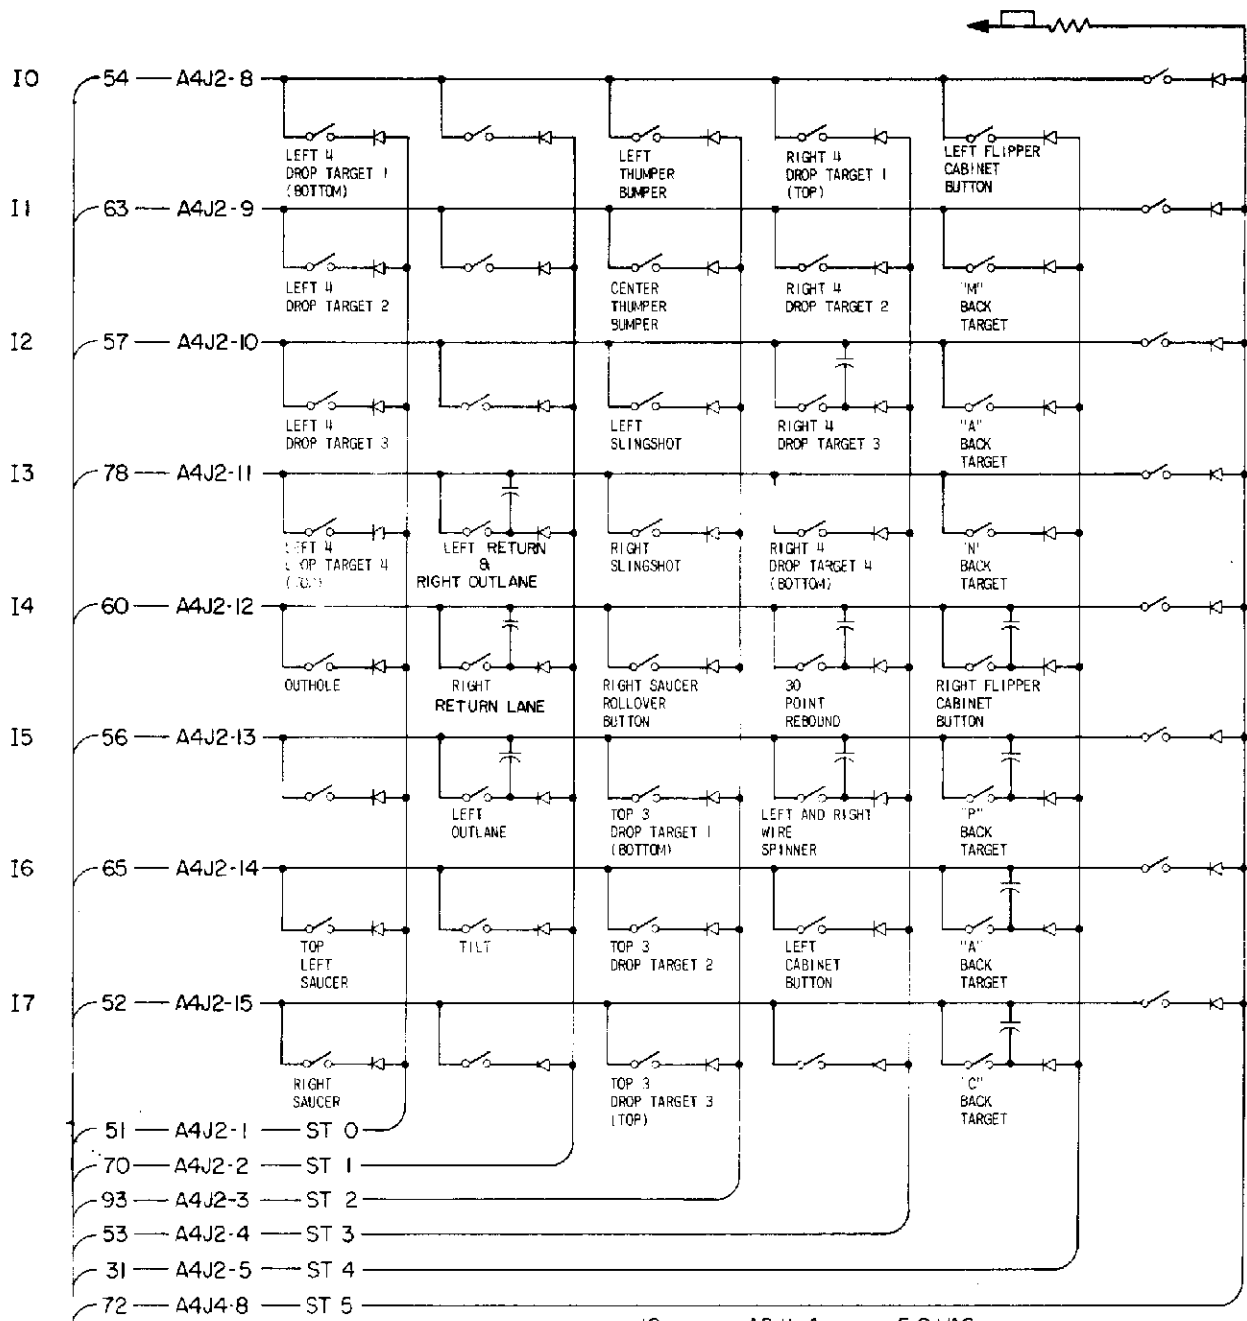 I0 54 A4J2-8
LEFT 4
DROP TARGET 1
(BOTTOM)
LEFT
THUMPER
BUMPER
RIGHT 4
DROP TARGET 1
(TOP)
LEFT FLIPPER
CABINET
BUTTON
I1 63 A4J2-9
LEFT 4
DROP TARGET 2
CENTER
THUMPER
BUMPER
RIGHT 4
DROP TARGET 2
"M"
BACK
TARGET
I2 57 A4J2-10
LEFT 4
DROP TARGET 3
LEFT
SLINGSHOT
RIGHT 4
DROP TARGET 3
"A"
BACK
TARGET
I3 78 A4J2-11
LEFT 4
DROP TARGET 4
LEFT RETURN
&
RIGHT OUTLANE
RIGHT
SLINGSHOT
RIGHT 4
DROP TARGET 4
(BOTTOM)
"N"
BACK
TARGET
I4 60 A4J2-12
OUTHOLE
RIGHT
RETURN LANE
RIGHT SAUCER
ROLLOVER
BUTTON
30
POINT
REBOUND
RIGHT FLIPPER
CABINET
BUTTON
I5 56 A4J2-13
LEFT
OUTLANE
TOP 3
DROP TARGET 1
(BOTTOM)
LEFT AND RIGHT
WIRE
SPINNER
"P"
BACK
TARGET
I6 65 A4J2-14
TOP
LEFT
SAUCER
TILT
TOP 3
DROP TARGET 2
LEFT
CABINET
BUTTON
"A"
BACK
TARGET
I7 52 A4J2-15
RIGHT
SAUCER
TOP 3
DROP TARGET 3
(TOP)
"C"
BACK
TARGET
51 A4J2-1 ST 0
70 A4J2-2 ST 1
93 A4J2-3 ST 2
53 A4J2-4 ST 3
31 A4J2-5 ST 4
72 A4J4-8 ST 5